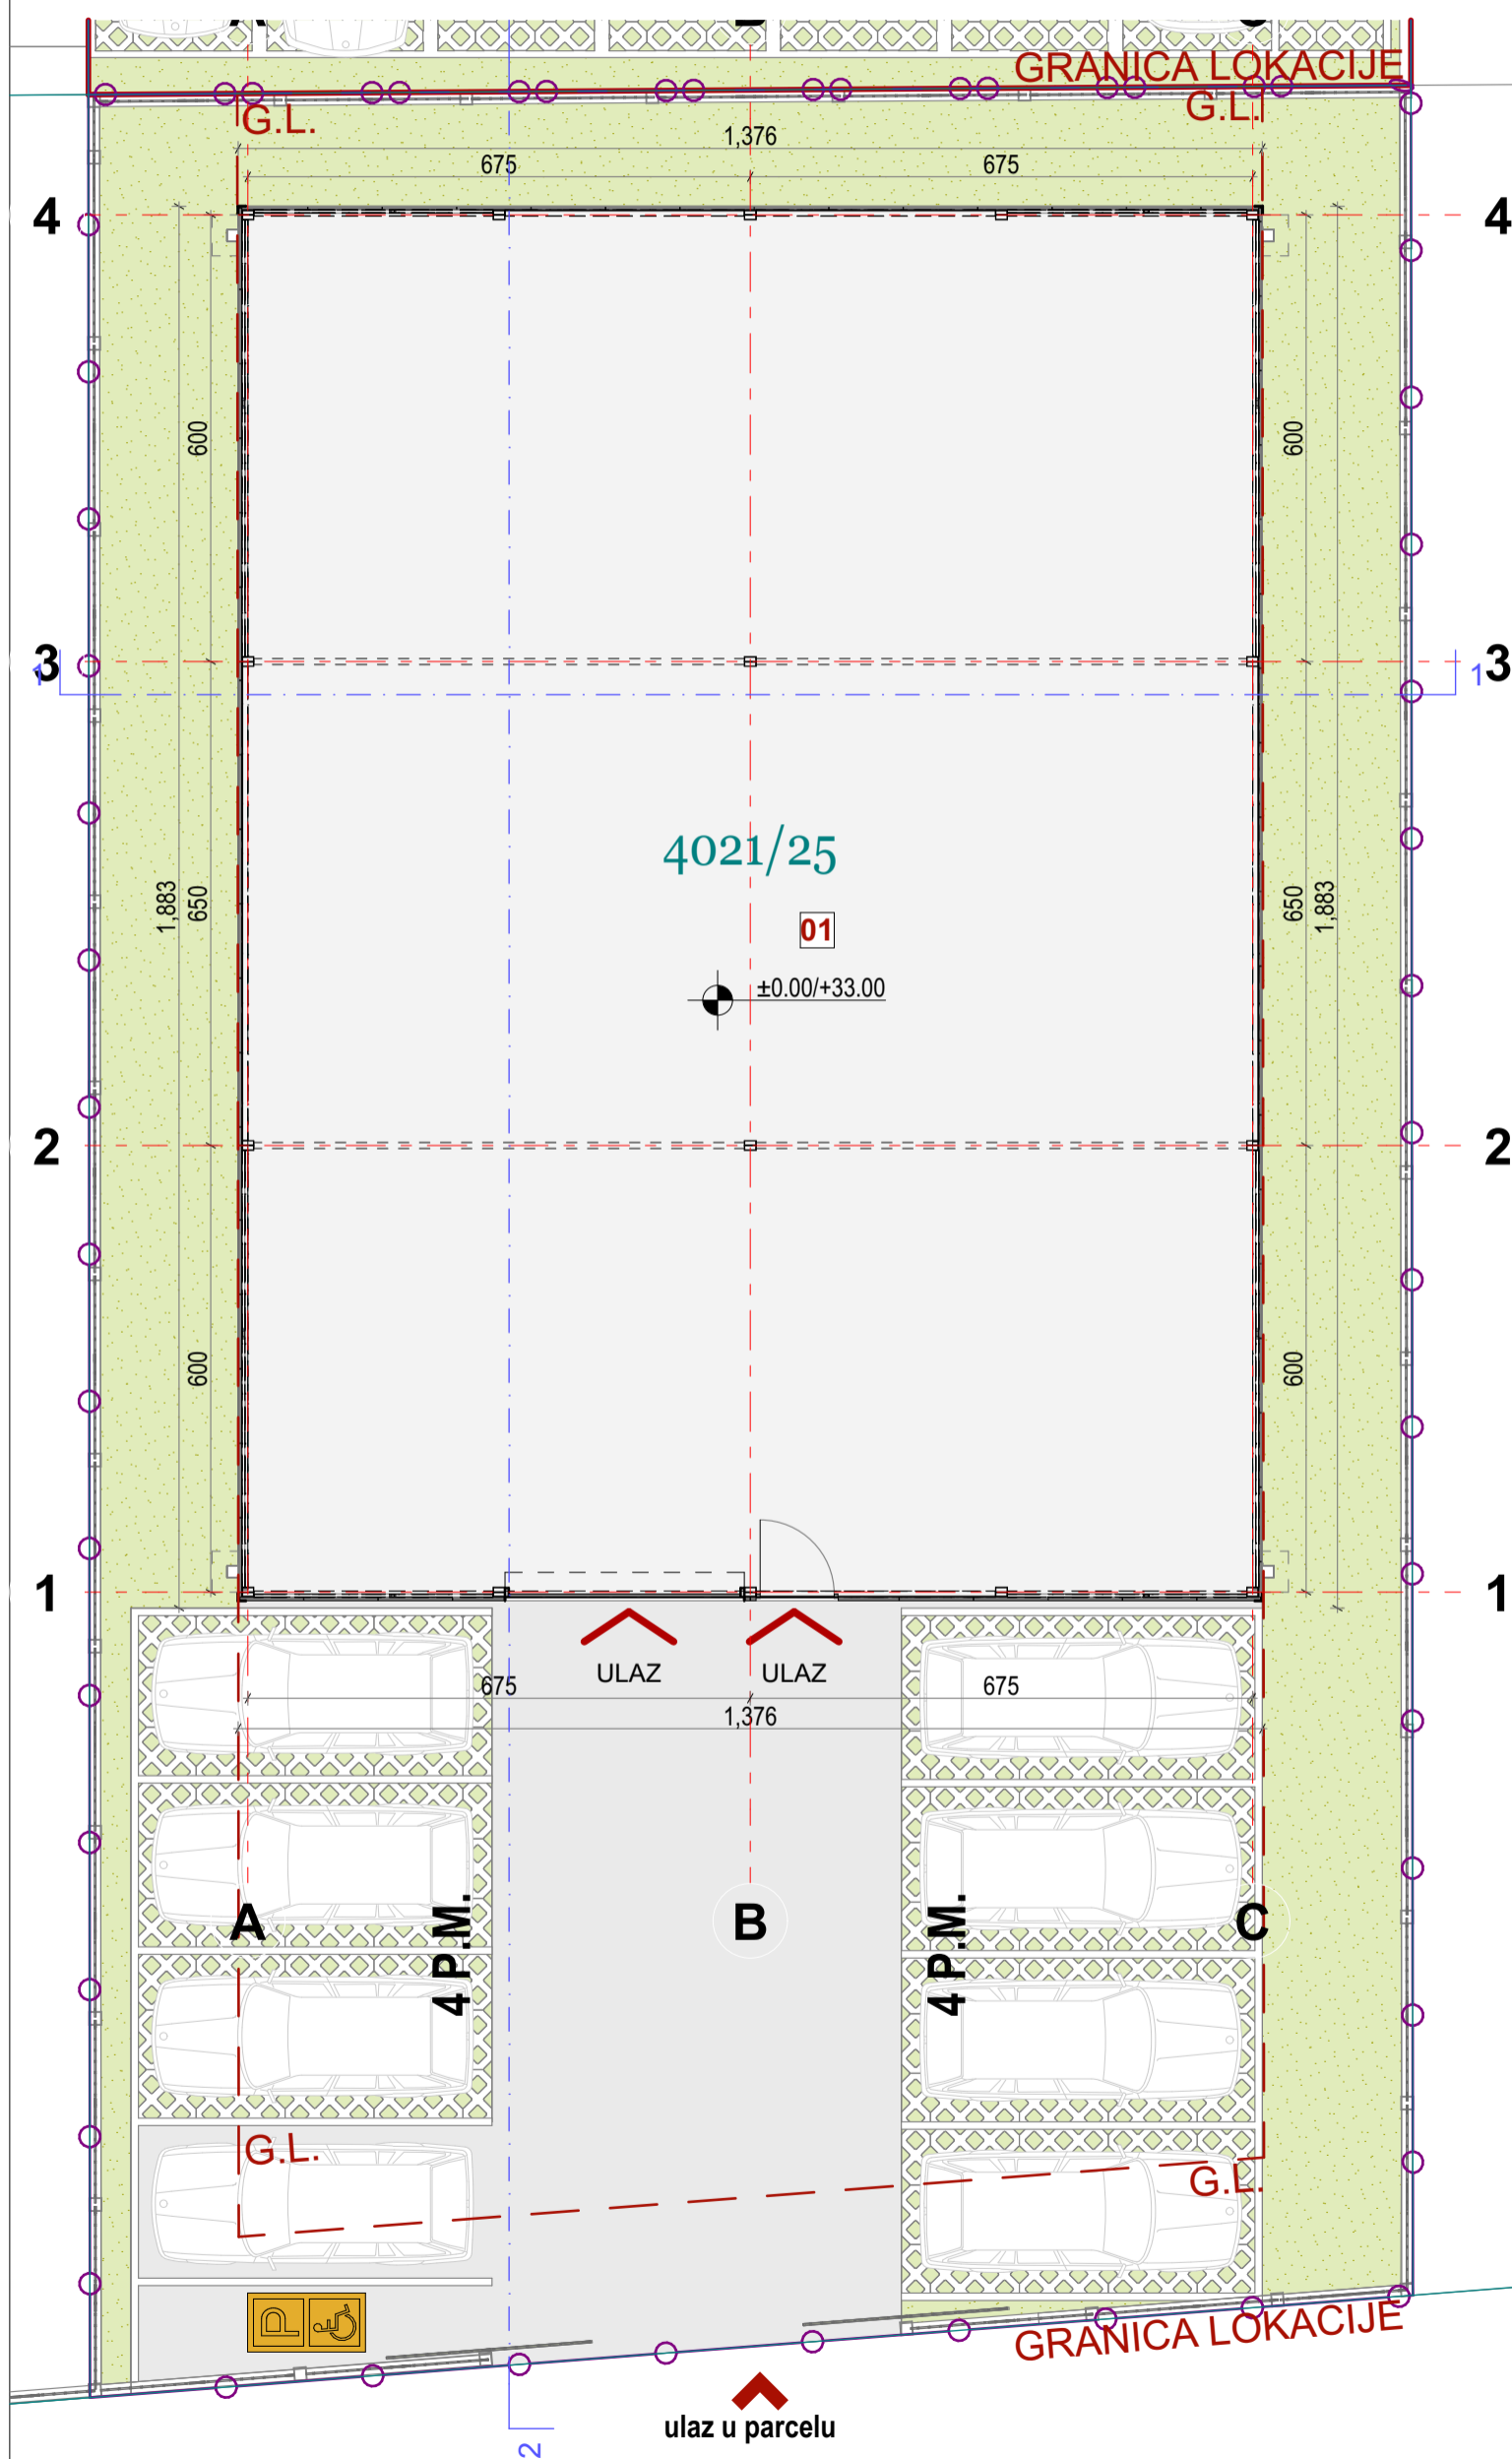 GRANICA LOKACIJE
G.L.
G.L.
1,376
675
675
4
4
600
600
3
3
1
1
4021/25
1,883
650
650
1,883
01
±0.00/+33.00
2
2
600
600
1
1
ULAZ
ULAZ
675
675
1,376
A
B
C
4 P.M.
4 P.M.
G.L.
G.L.
P
GRANICA LOKACIJE
ulaz u parcelu
2